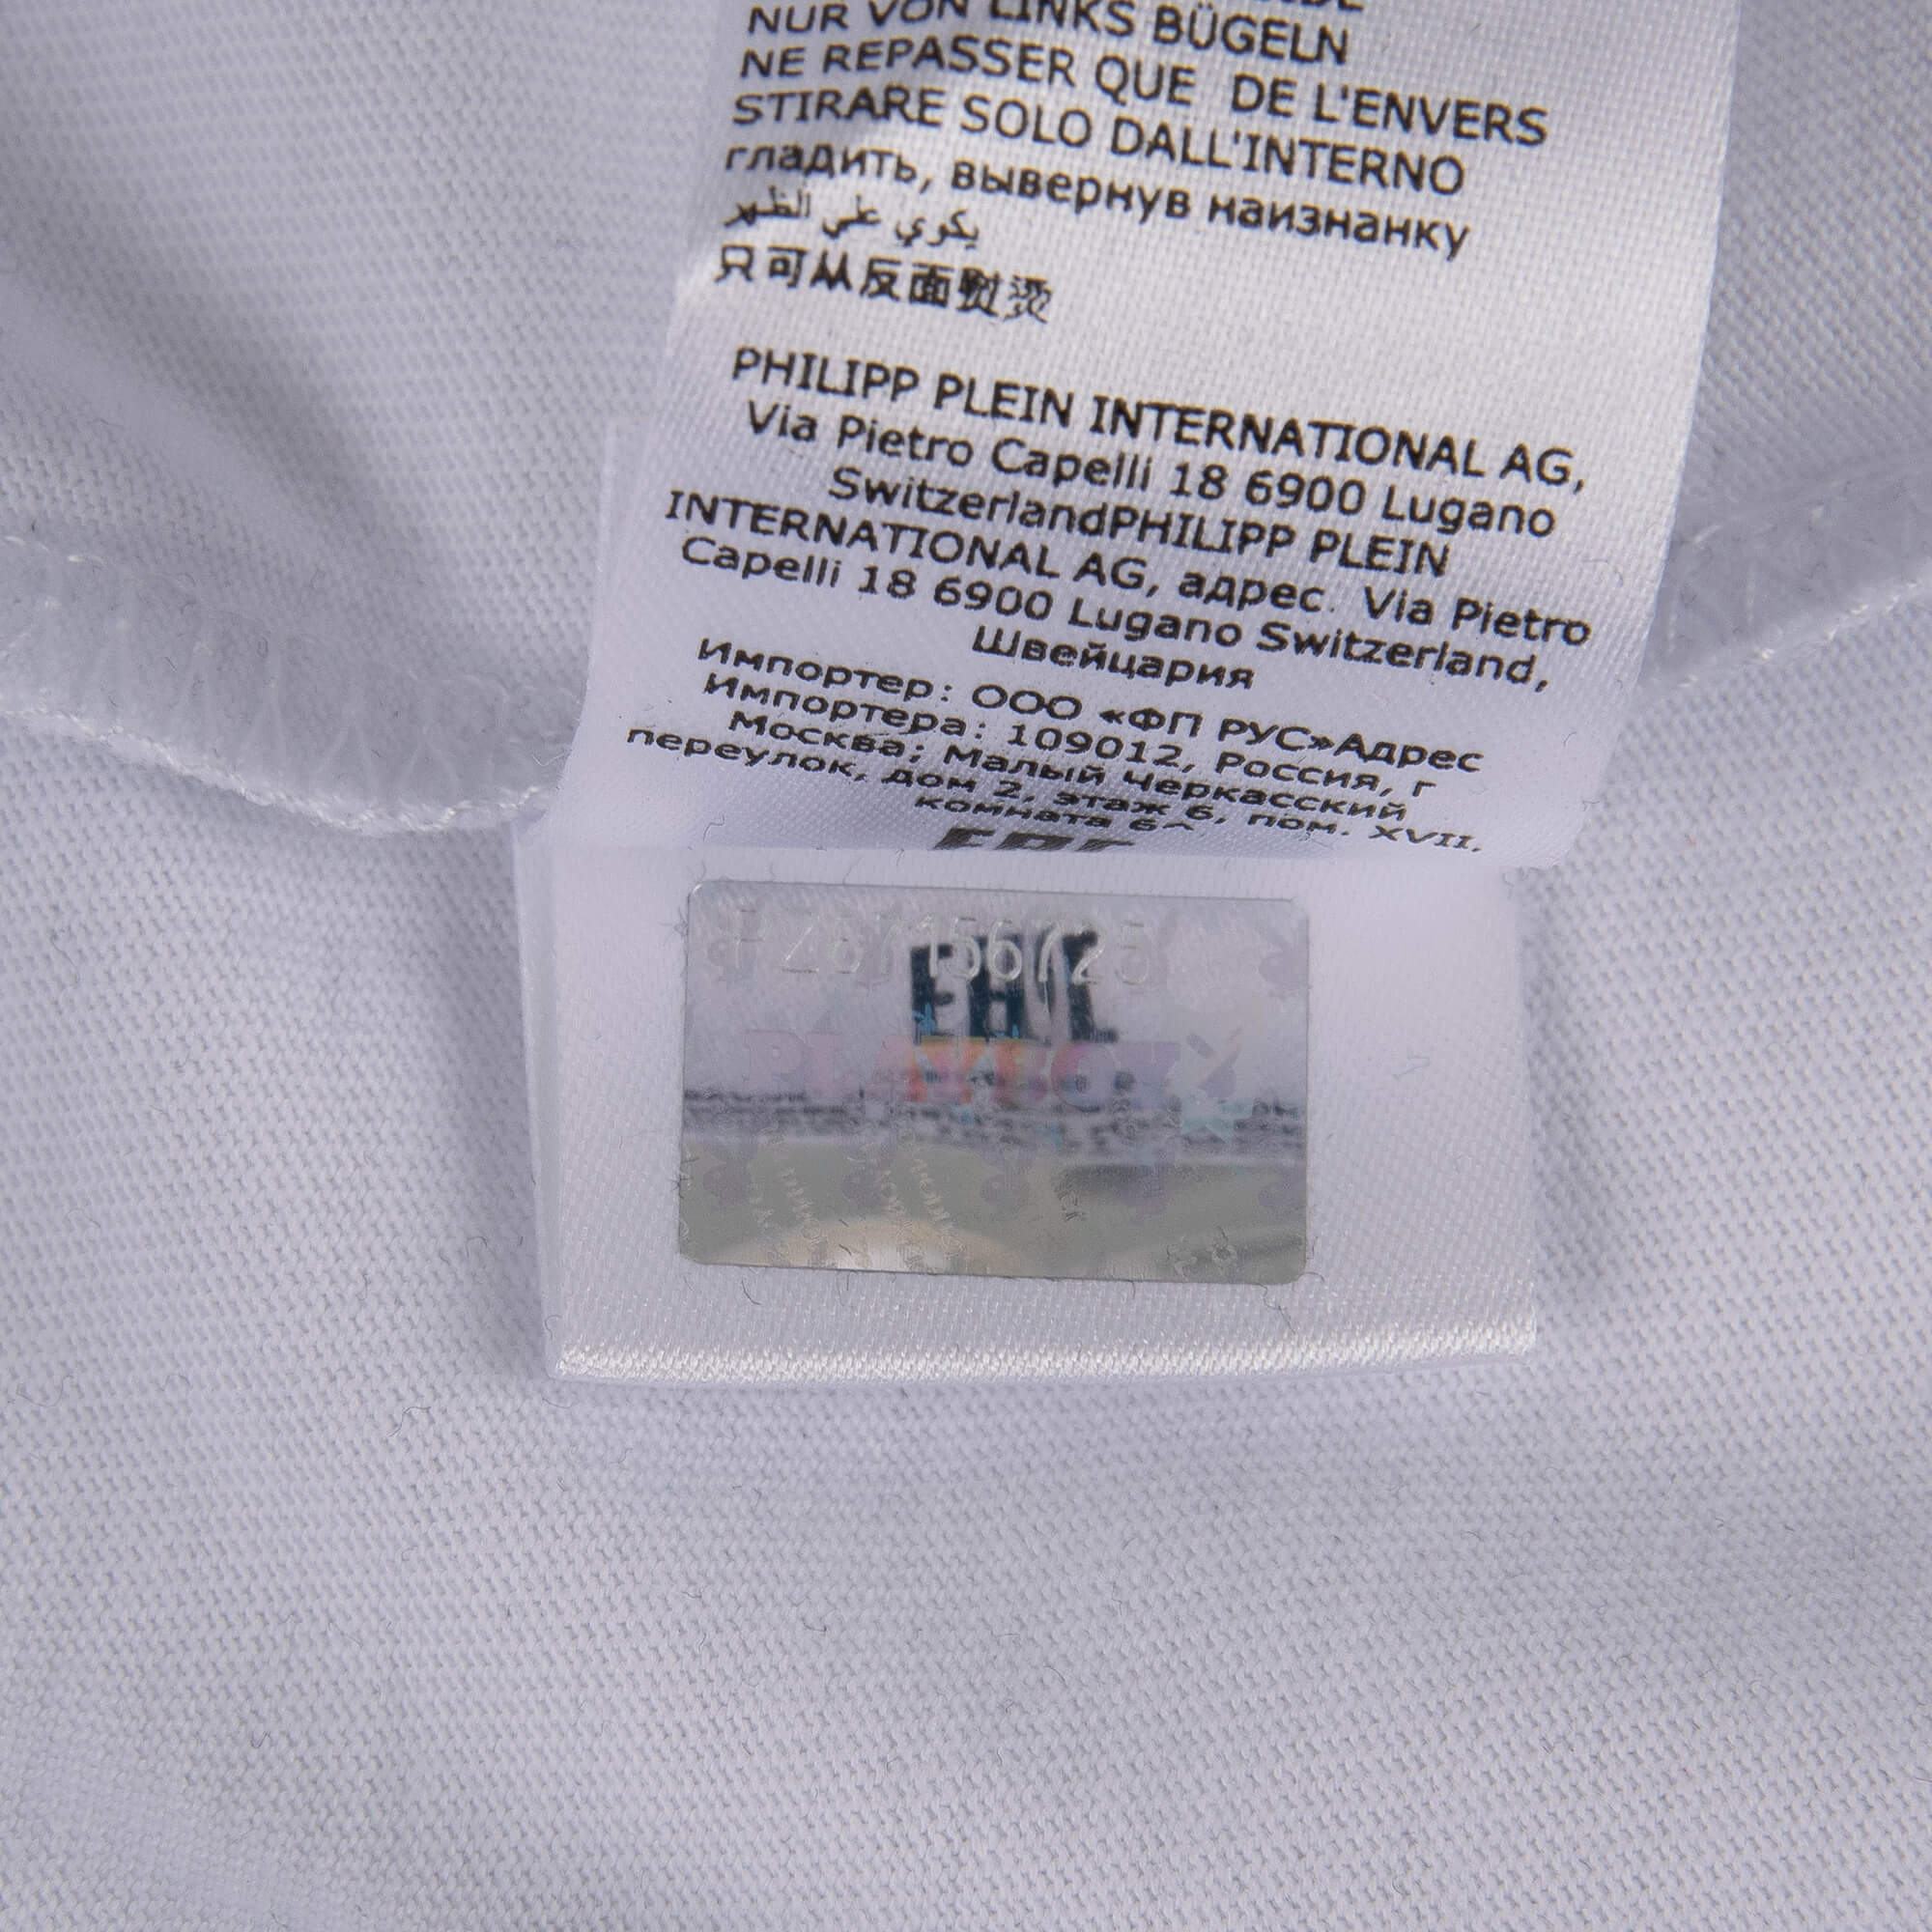 NUR VON LINKS BÜGELN
NE REPASSER QUE DE L'ENVERS
STIRARE SOLO DALL'INTERNO
гладить, вывернув наизнанку
يكوي على الظهر
只可从反面熨烫
PHILIPP PLEIN INTERNATIONAL AG,
Via Pietro Capelli 18 6900 Lugano
SwitzerlandPHILIPP PLEIN
INTERNATIONAL AG, адрес. Via Pietro
Capelli 18 6900 Lugano Switzerland,
Швейцария
Импортер: ООО «ФП РУС»Адрес
Импортера: 109012, Россия, г
Москва; Малый Черкасский
переулок, дом 2, этаж 6, пом. XVII,
комната 6^
EAC
PLAYBOY